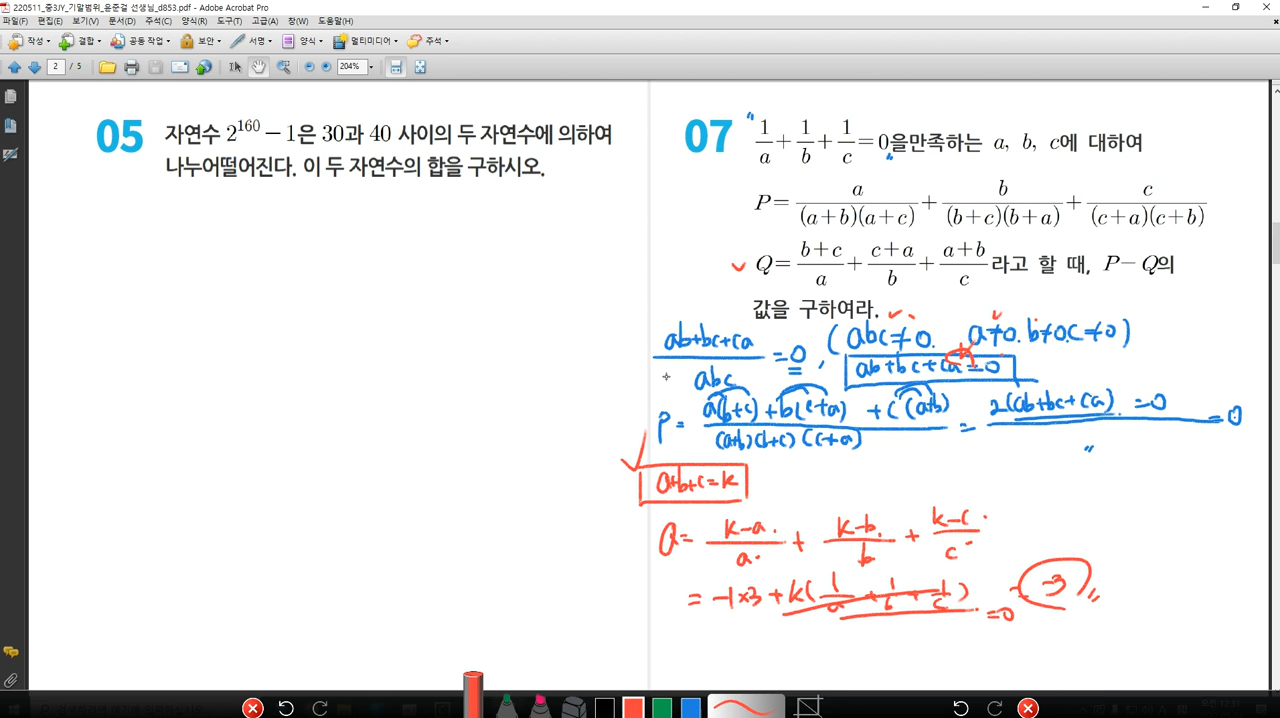 220511_중3JY_기말범위_윤준걸 선생님_d853.pdf - Adobe Acrobat Pro
파일(F) 편집(E) 보기(V) 문서(D) 주석(C) 양식(R) 도구(T) 고급(A) 창(W) 도움말(H)
작성 결합 공동 작업 보안 서명 양식 멀티미디어 주석
2 / 5 204%
05 자연수 2^160 − 1은 30과 40 사이의 두 자연수에 의하여
나누어떨어진다. 이 두 자연수의 합을 구하시오.
07 1/a + 1/b + 1/c = 0을만족하는 a, b, c에 대하여
P = a/((a+b)(a+c)) + b/((b+c)(b+a)) + c/((c+a)(c+b))
Q = (b+c)/a + (c+a)/b + (a+b)/c 라고 할 때, P − Q의
값을 구하여라.
(ab+bc+ca)/abc = 0, (abc≠0. a≠0. b≠0. c≠0)
ab+bc+ca=0
P = (a(b+c)+b(c+a)+c(a+b))/((a+b)(b+c)(c+a)) = 2(ab+bc+ca)=0/〃 = 0
a+b+c=k
Q = (k-a)/a + (k-b)/b + (k-c)/c
= -1×3 + k(1/a + 1/b + 1/c) =0 -3